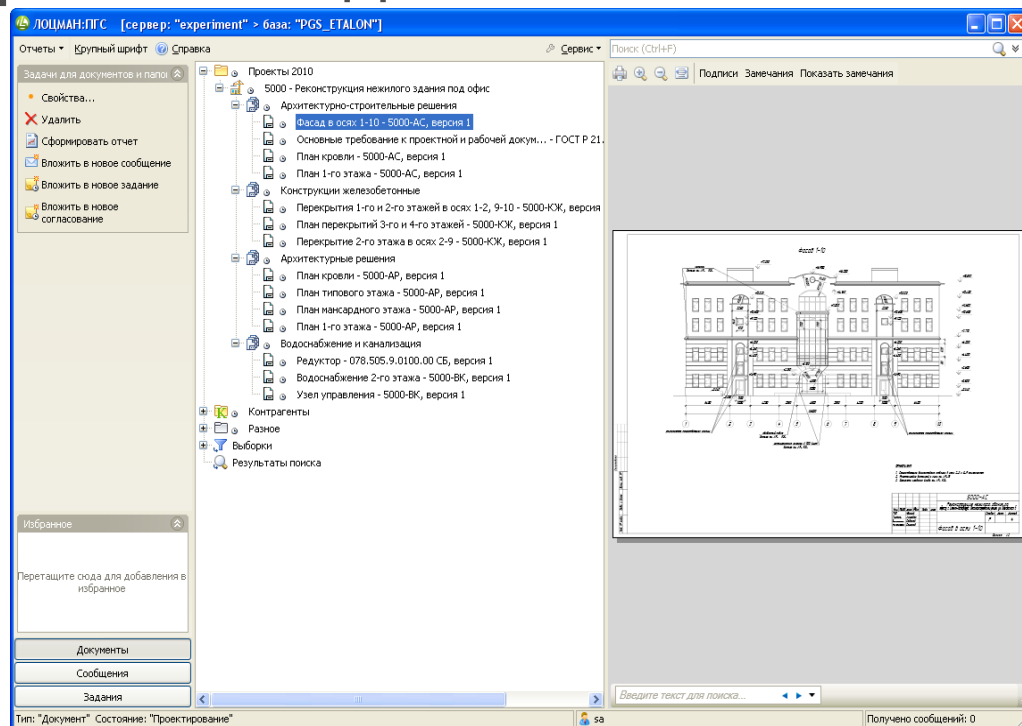 ЛОЦМАН:ПГС [сервер: "experiment" > база: "PGS_ETALON"]
Отчеты Крупный шрифт Справка Сервис Поиск (Ctrl+F)
Задачи для документов и папок
Свойства...
Удалить
Сформировать отчет
Вложить в новое сообщение
Вложить в новое задание
Вложить в новое
согласование
Избранное
Перетащите сюда для добавления в
избранное
Документы
Сообщения
Задания
Проекты 2010
5000 - Реконструкция нежилого здания под офис
Архитектурно-строительные решения
Фасад в осях 1-10 - 5000-АС, версия 1
Основные требование к проектной и рабочей докум... - ГОСТ Р 21.
План кровли - 5000-АС, версия 1
План 1-го этажа - 5000-АС, версия 1
Конструкции железобетонные
Перекрытия 1-го и 2-го этажей в осях 1-2, 9-10 - 5000-КЖ, версия
План перекрытий 3-го и 4-го этажей - 5000-КЖ, версия 1
Перекрытие 2-го этажа в осях 2-9 - 5000-КЖ, версия 1
Архитектурные решения
План кровли - 5000-АР, версия 1
План типового этажа - 5000-АР, версия 1
План мансардного этажа - 5000-АР, версия 1
План 1-го этажа - 5000-АР, версия 1
Водоснабжение и канализация
Редуктор - 078.505.9.0100.00 СБ, версия 1
Водоснабжение 2-го этажа - 5000-ВК, версия 1
Узел управления - 5000-ВК, версия 1
Контрагенты
Разное
Выборки
Результаты поиска
Подписи Замечания Показать замечания
Фасад 1-10
5000-АС
Фасад в осях 1-10
Введите текст для поиска...
Тип: "Документ" Состояние: "Проектирование" sa Получено сообщений: 0